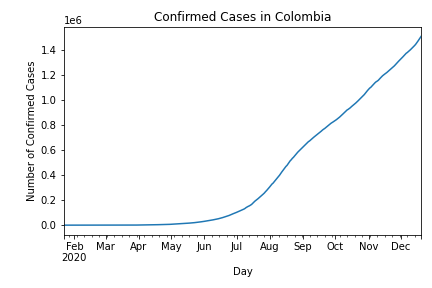 Confirmed Cases in Colombia
1e6
Number of Confirmed Cases
1.4
1.2
1.0
0.8
0.6
0.4
0.2
0.0
Feb Mar Apr May Jun Jul Aug Sep Oct Nov Dec
2020
Day